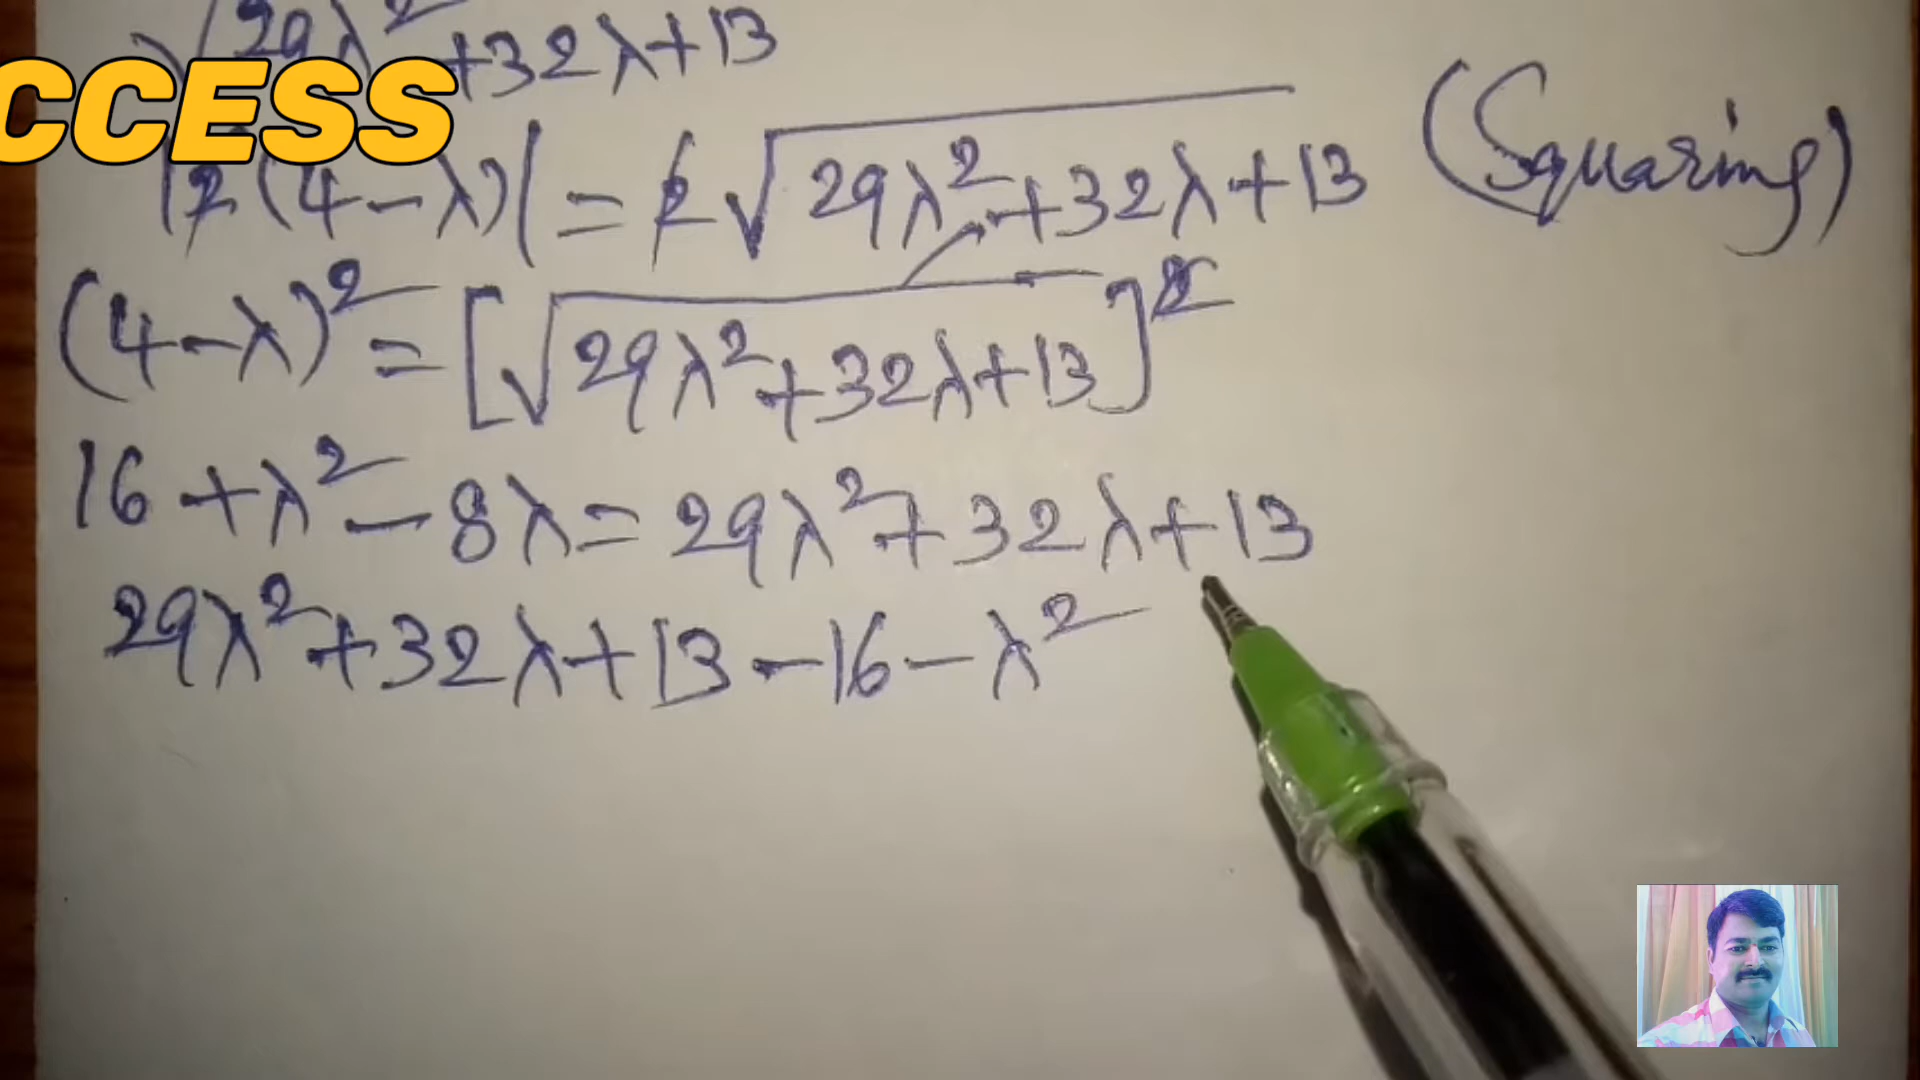 √29λ²+32λ+13
CCESS
|2(4-λ)| = 2√29λ²+32λ+13 (Squaring)
(4-λ)² = [√29λ²+32λ+13]²
16+λ²-8λ = 29λ²+32λ+13
29λ²+32λ+13-16-λ²